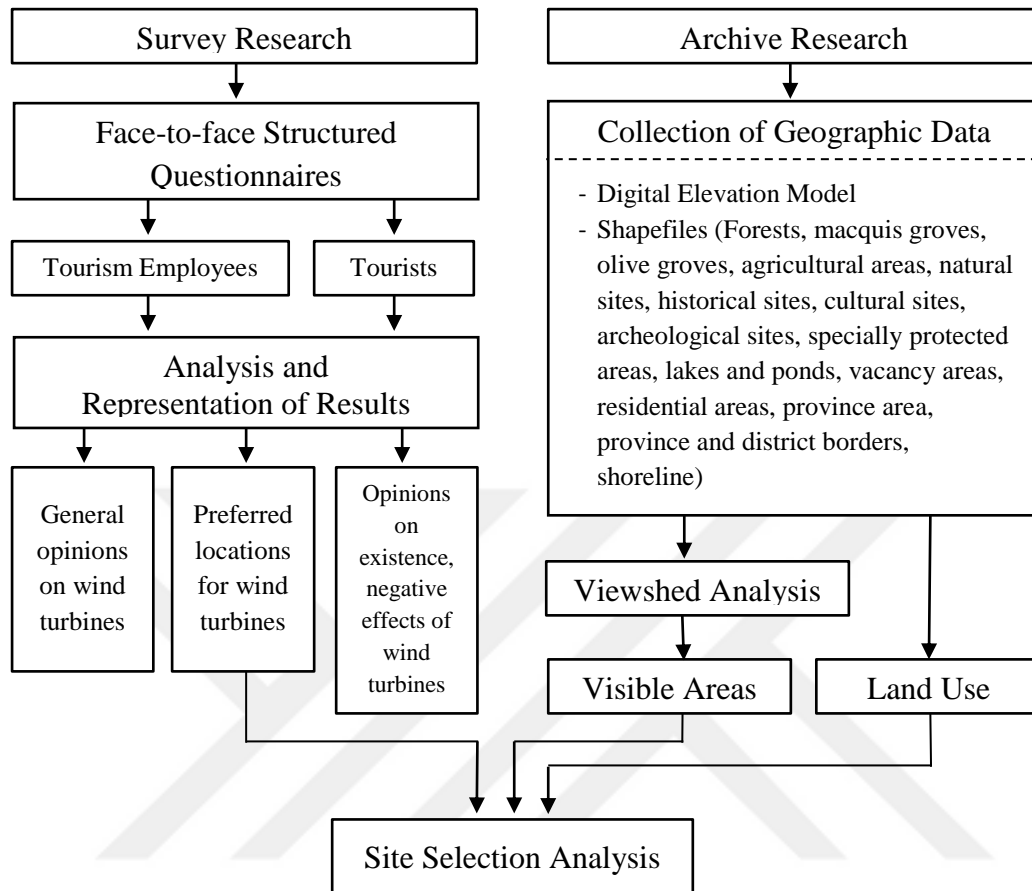 Survey Research
Face-to-face Structured
Questionnaires
Tourism Employees
Tourists
Analysis and
Representation of Results
General
opinions
on wind
turbines
Preferred
locations
for wind
turbines
Opinions
on
existence,
negative
effects of
wind
turbines
Archive Research
Collection of Geographic Data
- Digital Elevation Model
- Shapefiles (Forests, macquis groves,
olive groves, agricultural areas, natural
sites, historical sites, cultural sites,
archeological sites, specially protected
areas, lakes and ponds, vacancy areas,
residential areas, province area,
province and district borders,
shoreline)
Viewshed Analysis
Visible Areas
Land Use
Site Selection Analysis